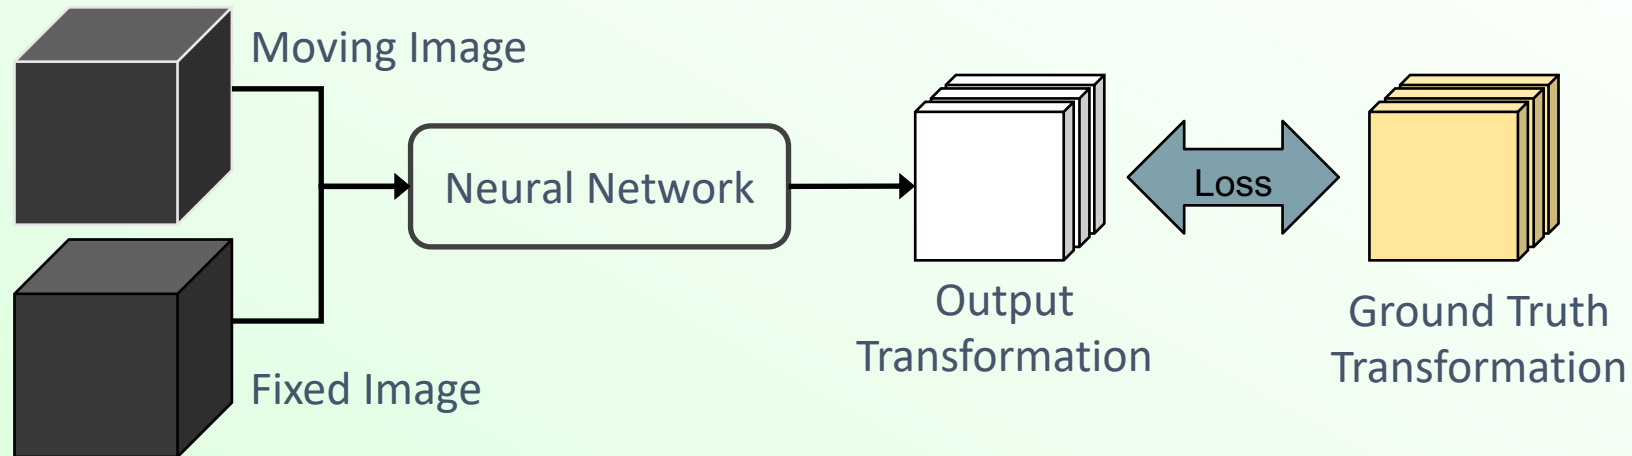 Moving Image
Neural Network
Loss
Output
Transformation
Ground Truth
Transformation
Fixed Image